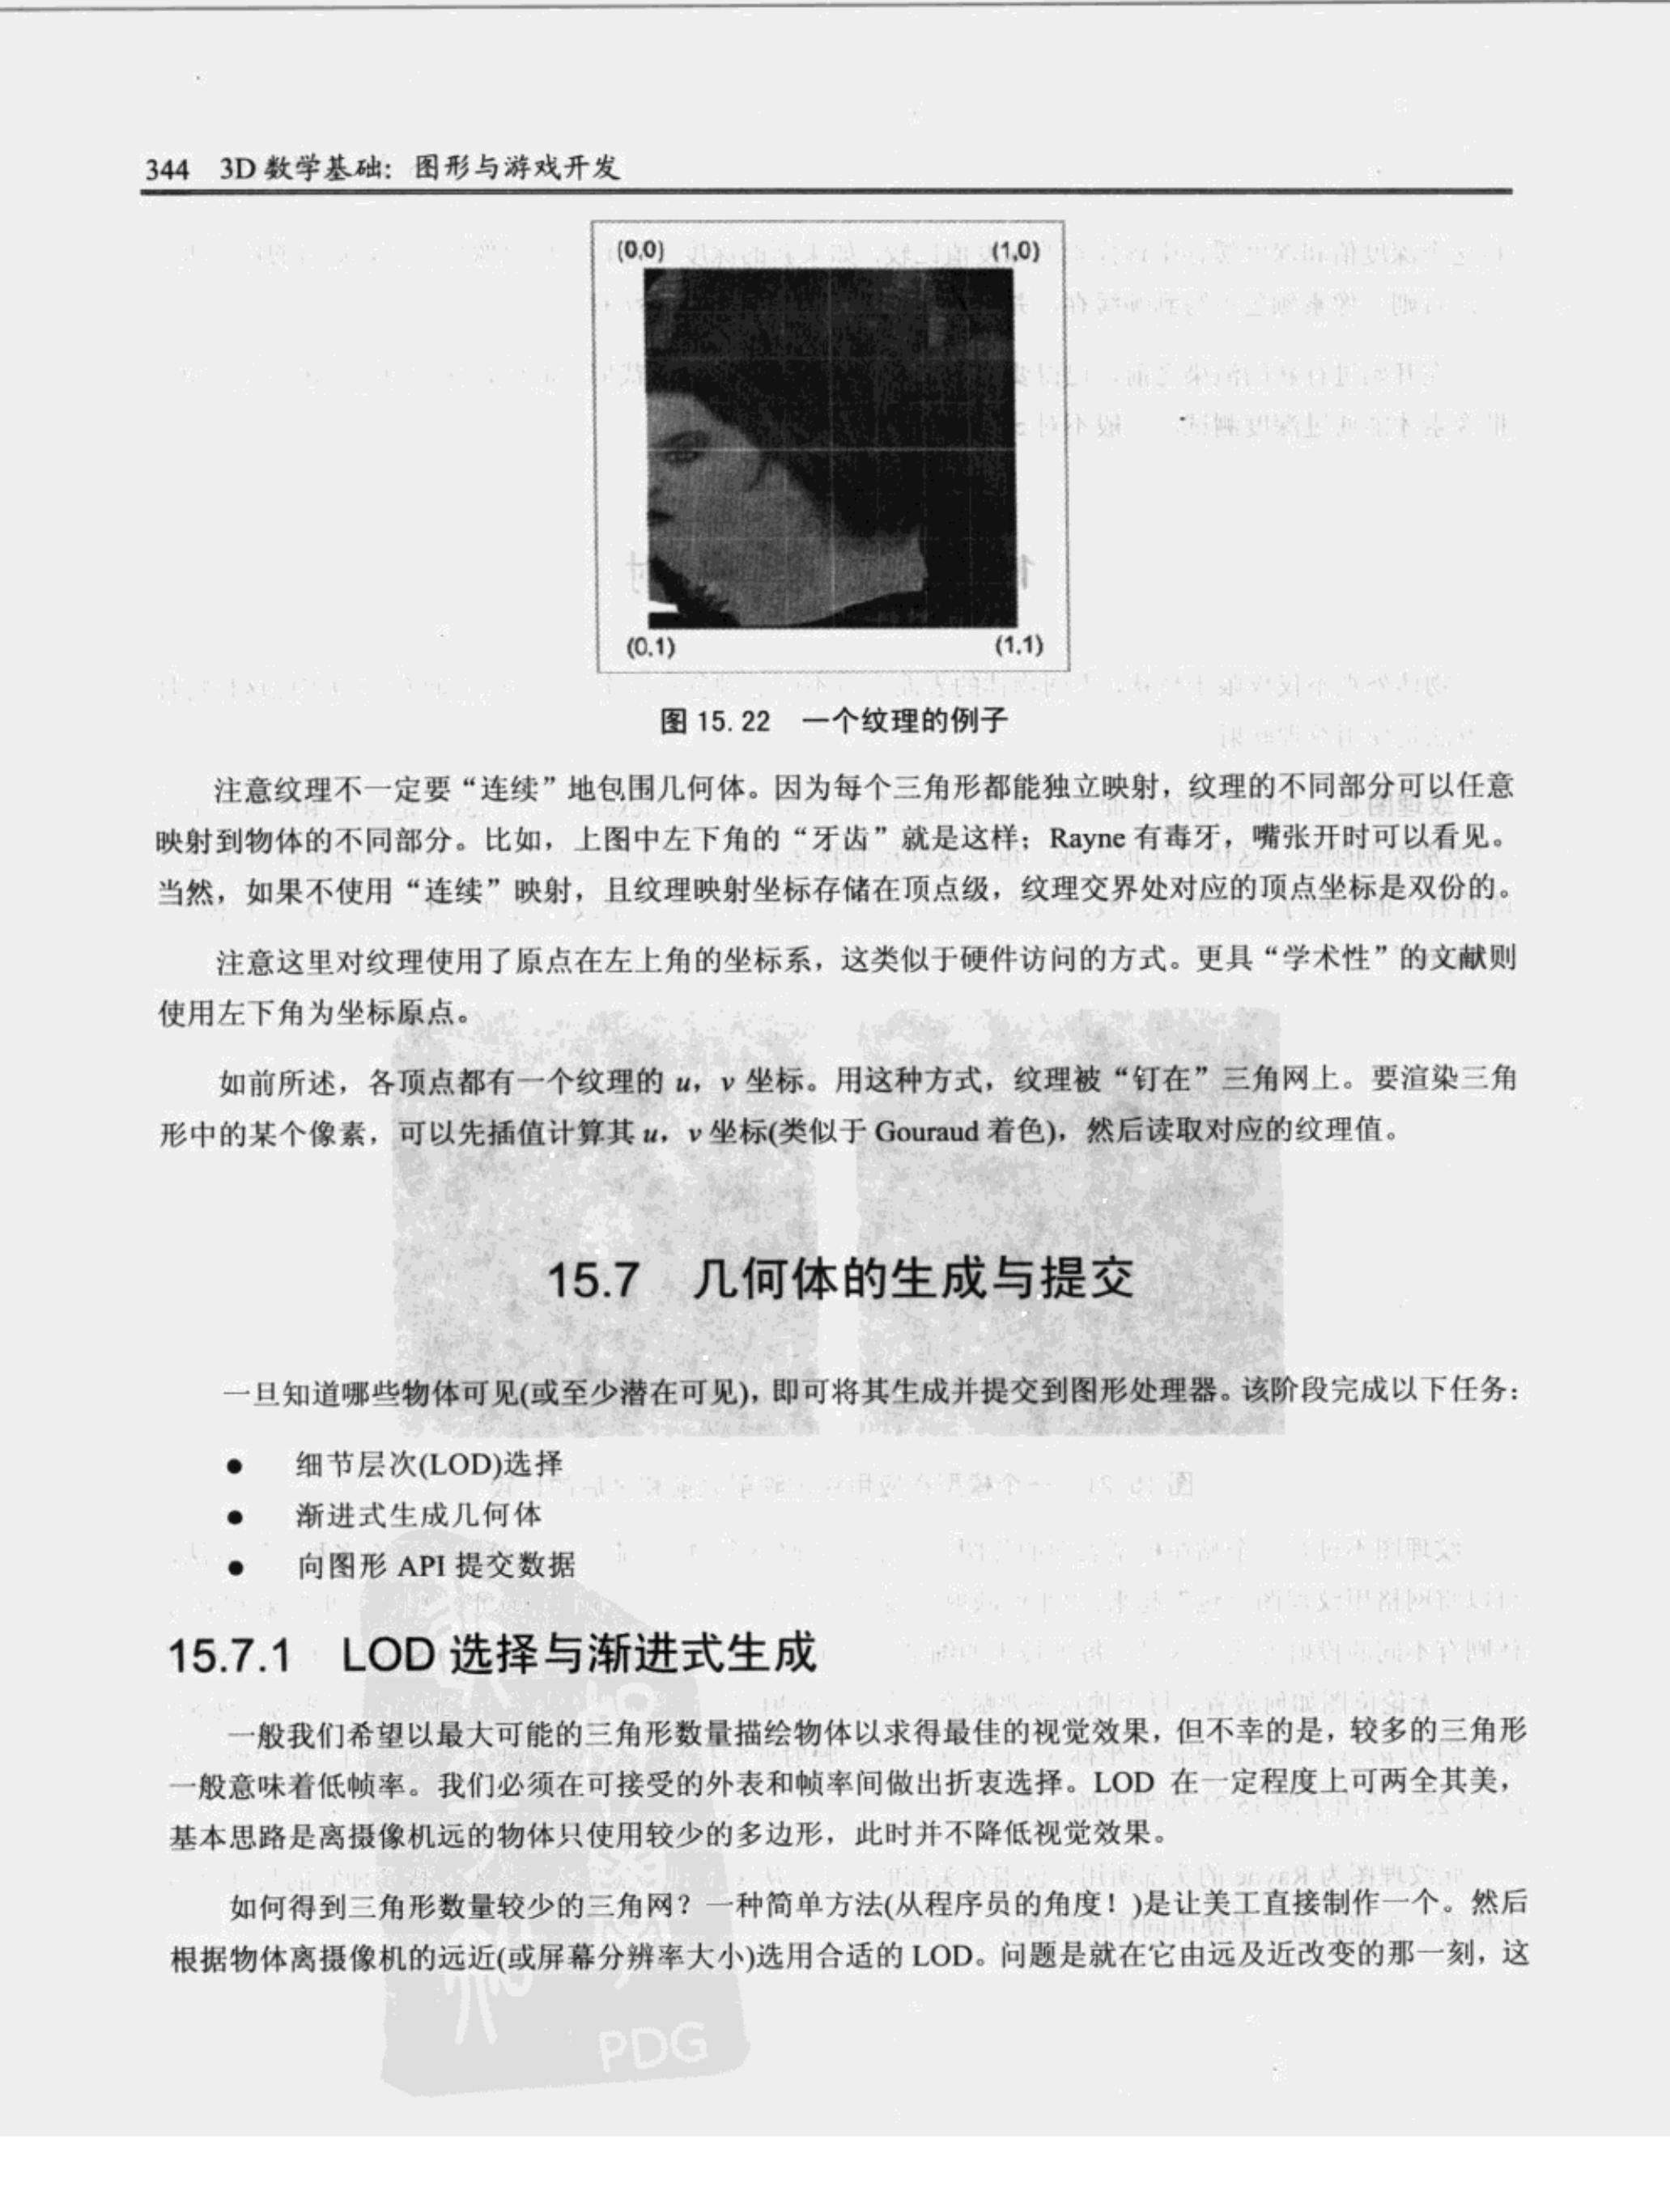 344 3D 数学基础：图形与游戏开发
(0,0) (1,0)
(0,1) (1,1)
图 15.22 一个纹理的例子
注意纹理不一定要“连续”地包围几何体。因为每个三角形都能独立映射，纹理的不同部分可以任意
映射到物体的不同部分。比如，上图中左下角的“牙齿”就是这样；Rayne 有毒牙，嘴张开时可以看见。
当然，如果不使用“连续”映射，且纹理映射坐标存储在顶点级，纹理交界处对应的顶点坐标是双份的。
注意这里对纹理使用了原点在左上角的坐标系，这类似于硬件访问的方式。更具“学术性”的文献则
使用左下角为坐标原点。
如前所述，各顶点都有一个纹理的 u，v 坐标。用这种方式，纹理被“钉在”三角网上。要渲染三角
形中的某个像素，可以先插值计算其 u，v 坐标(类似于 Gouraud 着色)，然后读取对应的纹理值。
15.7 几何体的生成与提交
一旦知道哪些物体可见(或至少潜在可见)，即可将其生成并提交到图形处理器。该阶段完成以下任务：
● 细节层次(LOD)选择
● 渐进式生成几何体
● 向图形 API 提交数据
15.7.1 LOD 选择与渐进式生成
一般我们希望以最大可能的三角形数量描绘物体以求得最佳的视觉效果，但不幸的是，较多的三角形
一般意味着低帧率。我们必须在可接受的外表和帧率间做出折衷选择。LOD 在一定程度上可两全其美，
基本思路是离摄像机远的物体只使用较少的多边形，此时并不降低视觉效果。
如何得到三角形数量较少的三角网？一种简单方法(从程序员的角度！)是让美工直接制作一个。然后
根据物体离摄像机的远近(或屏幕分辨率大小)选用合适的 LOD。问题是就在它由远及近改变的那一刻，这
PDG